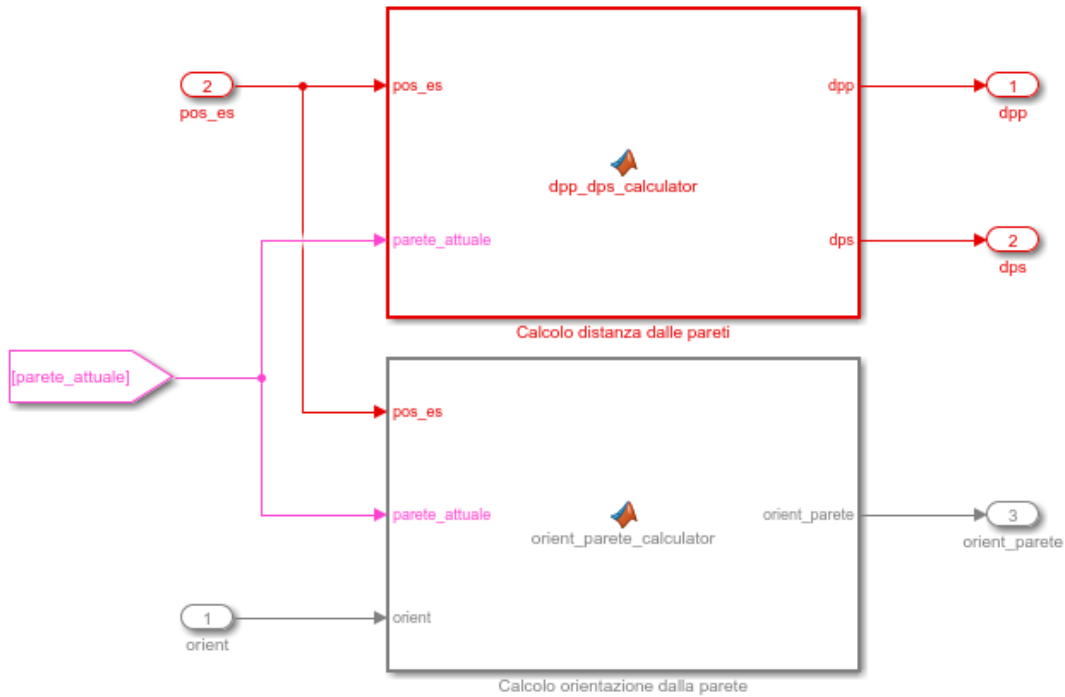 2
pos_es
pos_es
dpp
1
dpp
dpp_dps_calculator
parete_attuale
dps
2
dps
Calcolo distanza dalle pareti
[parete_attuale]
pos_es
parete_attuale
orient_parete
3
orient_parete
orient_parete_calculator
1
orient
orient
Calcolo orientazione dalla parete